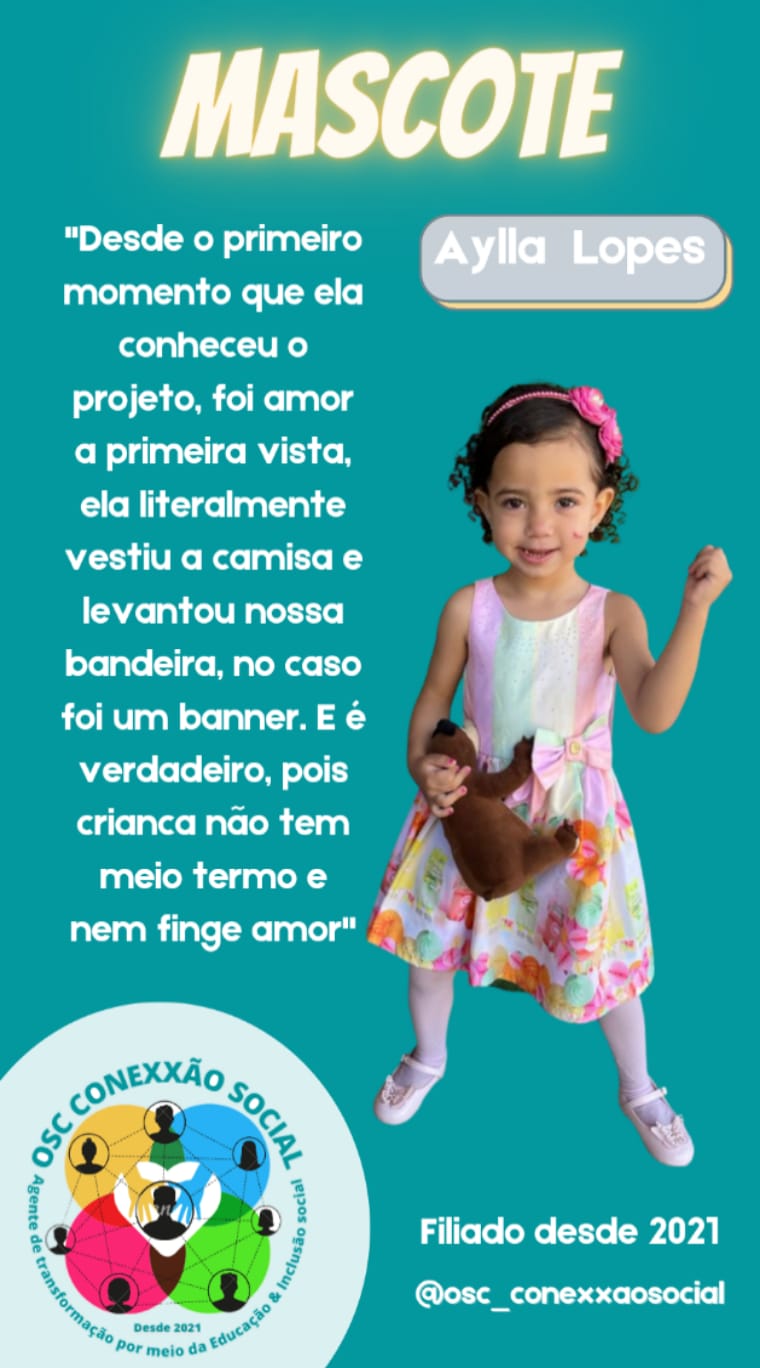 MASCOTE
"Desde o primeiro
momento que ela
conheceu o
projeto, foi amor
a primeira vista,
ela literalmente
vestiu a camisa e
levantou nossa
bandeira, no caso
foi um banner. E é
verdadeiro, pois
crianca não tem
meio termo e
nem finge amor"
Aylla Lopes
OSC CONEXXÃO SOCIAL
Agente de transformação por meio da Educação & Inclusão social
Desde 2021
Filiado desde 2021
@osc_conexxaosocial